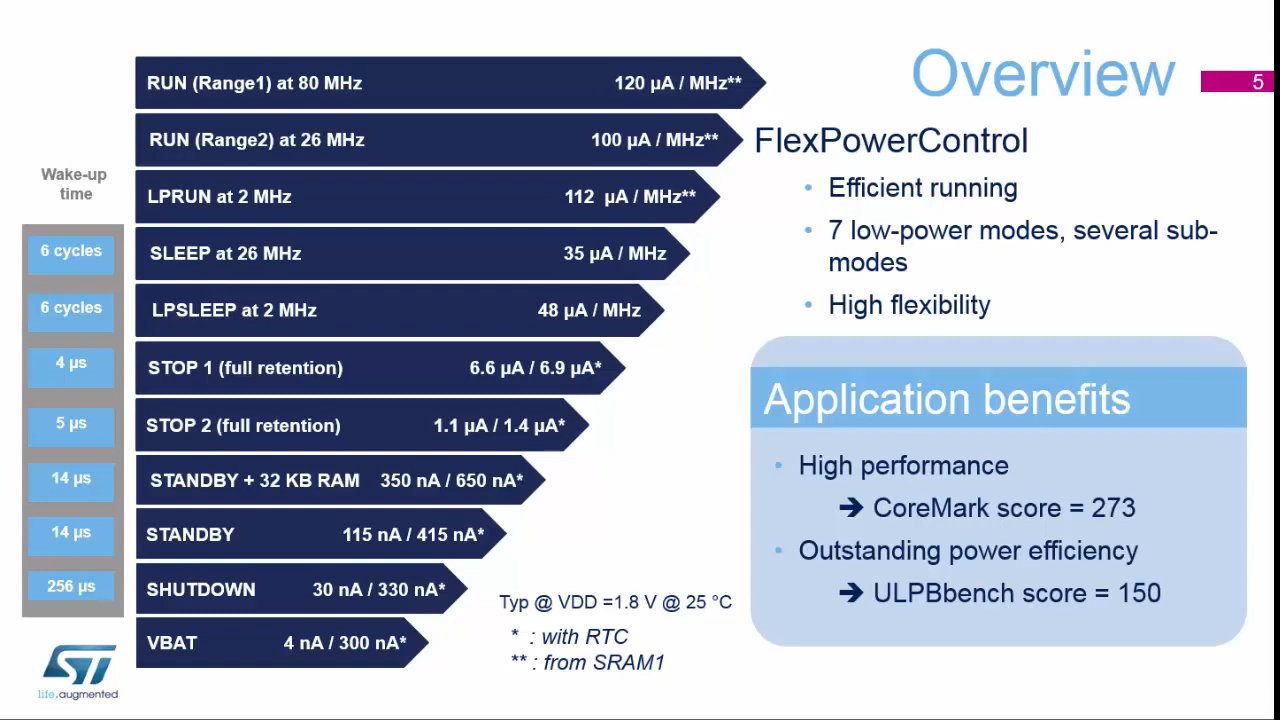 Overview
5
RUN (Range1) at 80 MHz 120 µA / MHz**
RUN (Range2) at 26 MHz 100 µA / MHz**
LPRUN at 2 MHz 112 µA / MHz**
Wake-up
time
6 cycles SLEEP at 26 MHz 35 µA / MHz
6 cycles LPSLEEP at 2 MHz 48 µA / MHz
4 µs STOP 1 (full retention) 6.6 µA / 6.9 µA*
5 µs STOP 2 (full retention) 1.1 µA / 1.4 µA*
14 µs STANDBY + 32 KB RAM 350 nA / 650 nA*
14 µs STANDBY 115 nA / 415 nA*
256 µs SHUTDOWN 30 nA / 330 nA*
VBAT 4 nA / 300 nA*
Typ @ VDD =1.8 V @ 25 °C
* : with RTC
** : from SRAM1
FlexPowerControl
• Efficient running
• 7 low-power modes, several sub-
modes
• High flexibility
Application benefits
• High performance
➔ CoreMark score = 273
• Outstanding power efficiency
➔ ULPBbench score = 150
ST
life.augmented